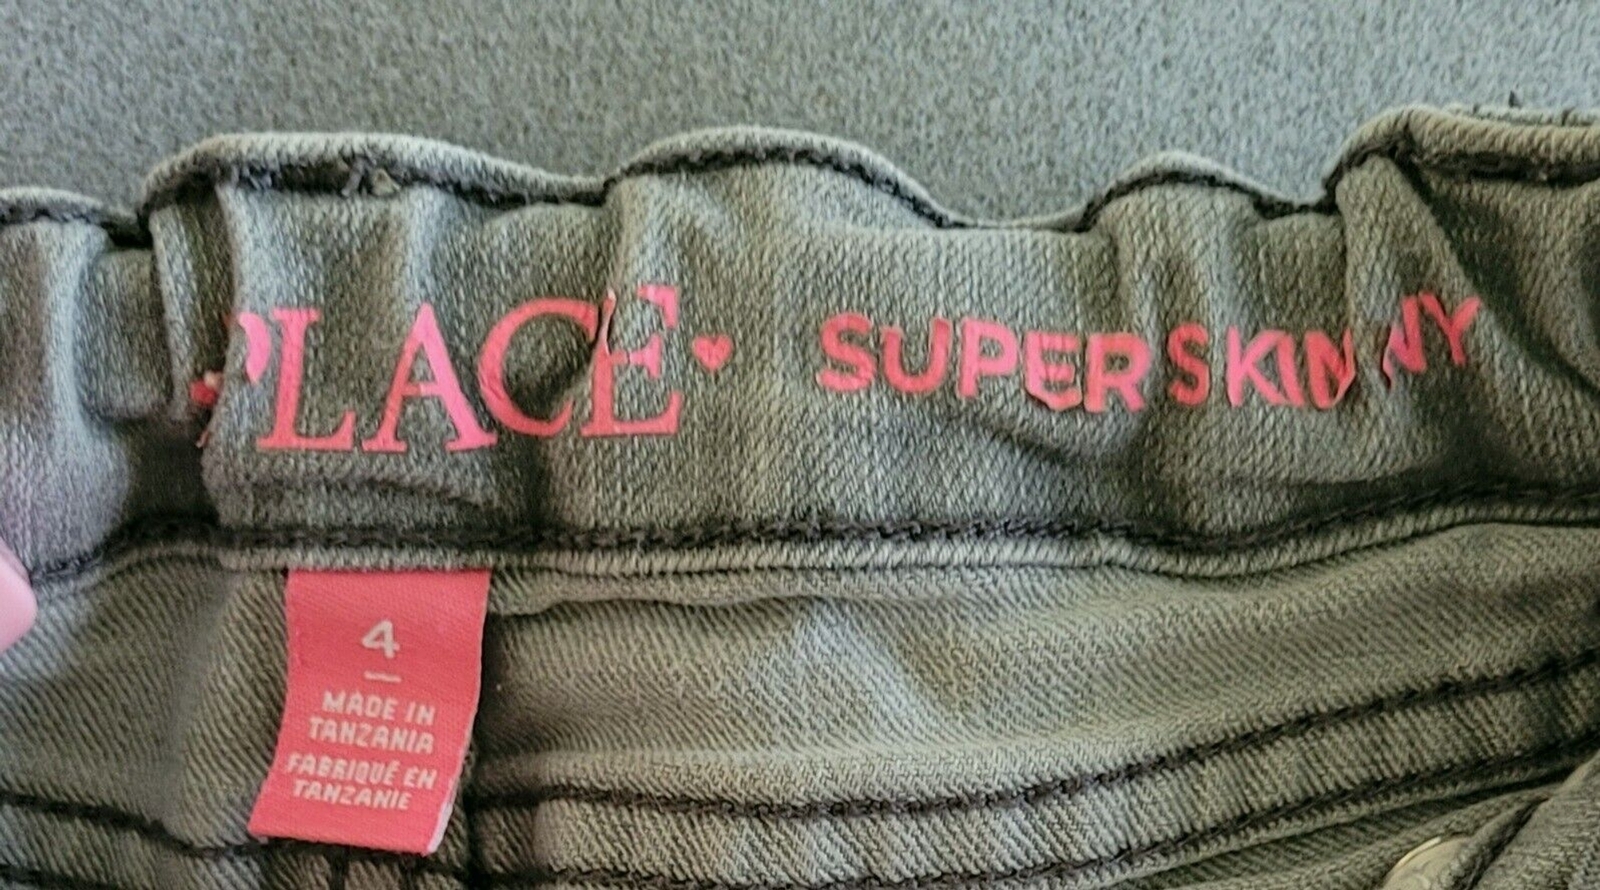 PLACE
SUPER SKINNY
4
MADE IN
TANZANIA
FABRIQUÉ EN
TANZANIE